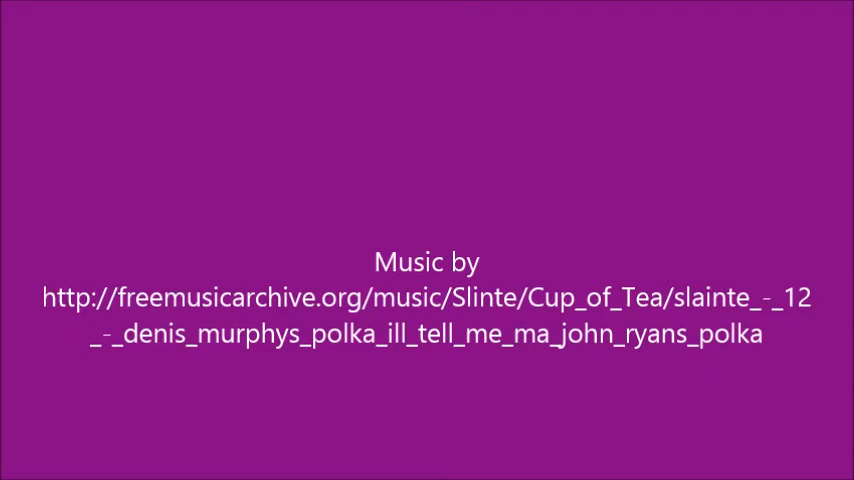 Music by
http://freemusicarchive.org/music/Slinte/Cup_of_Tea/slainte_-_12
_-_denis_murphys_polka_ill_tell_me_ma_john_ryans_polka